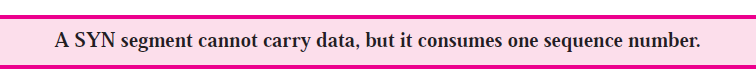 A SYN segment cannot carry data, but it consumes one sequence number.